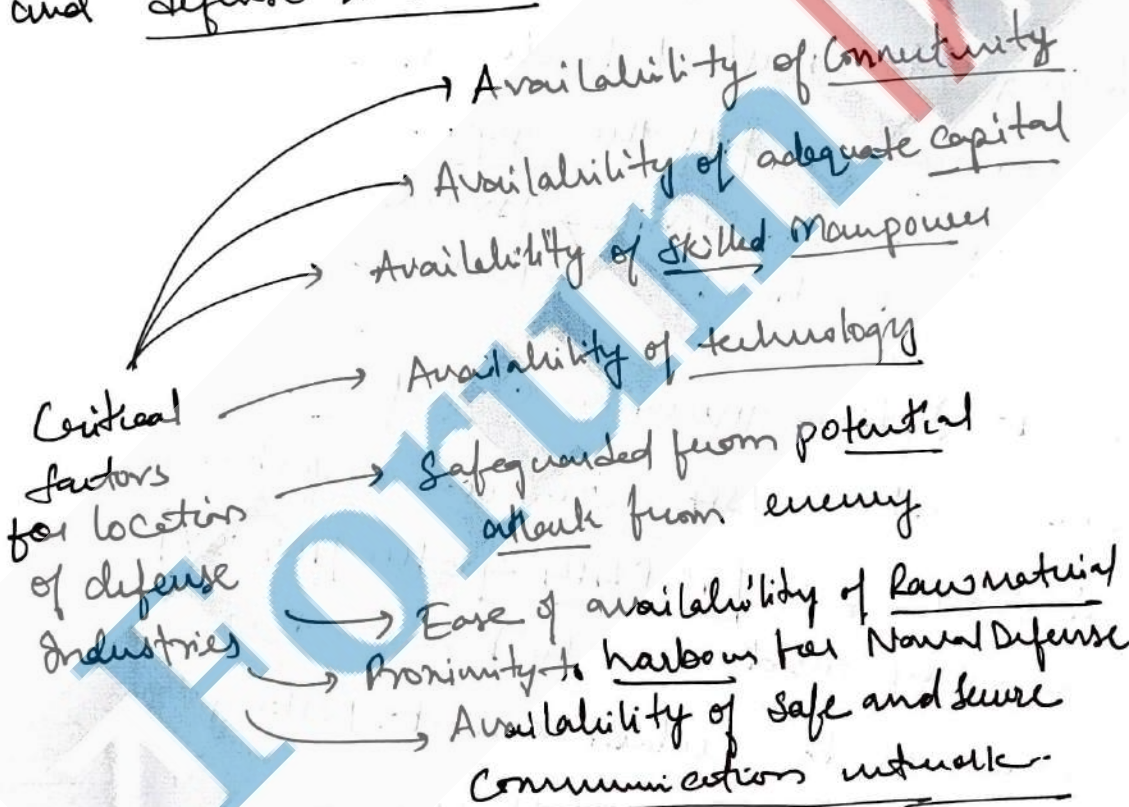 and defense
Availability of Connectivity
Availability of adequate capital
Availability of skilled Manpower
Availability of technology
Critical
factors
for location
of defense
Industries
Safeguarded from potential
attack from enemy
Ease of availability of Raw material
Proximity to harbour for Naval Defense
Availability of safe and secure
Communications network
Forum